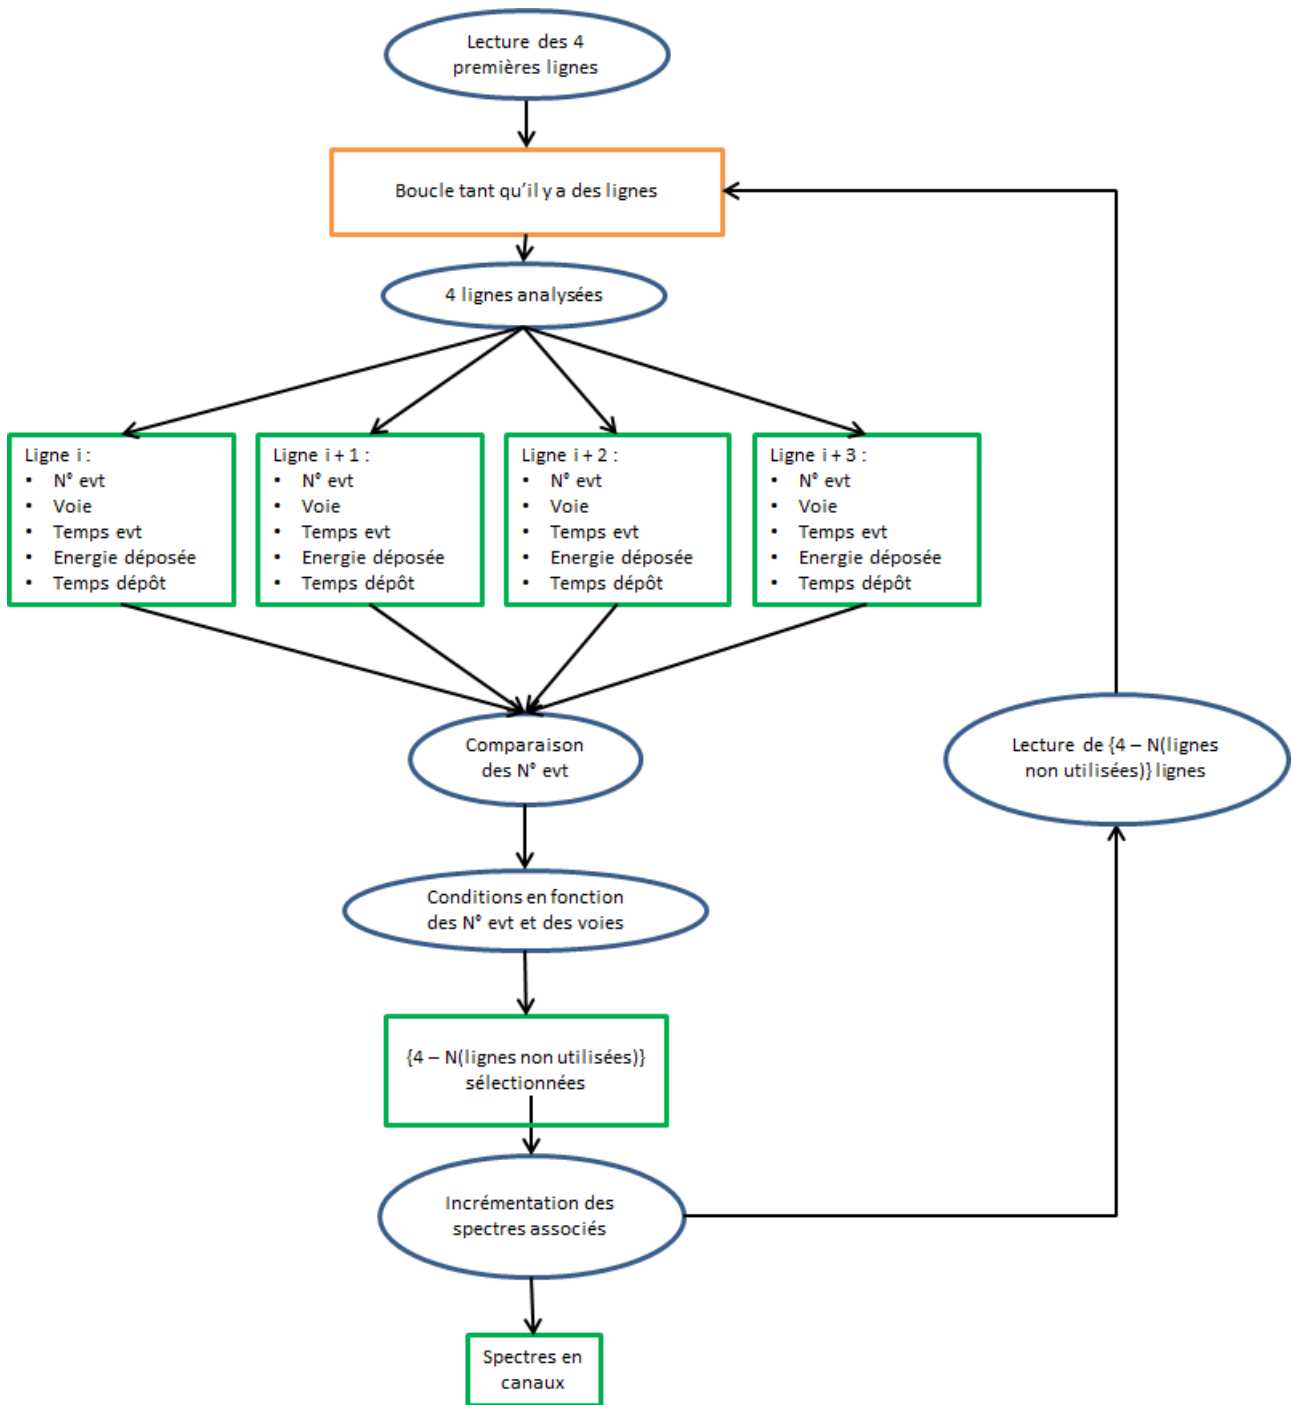 Lecture des 4
premières lignes
Boucle tant qu'il y a des lignes
4 lignes analysées
Ligne i :
• N° evt
• Voie
• Temps evt
• Energie déposée
• Temps dépôt
Ligne i + 1 :
• N° evt
• Voie
• Temps evt
• Energie déposée
• Temps dépôt
Ligne i + 2 :
• N° evt
• Voie
• Temps evt
• Energie déposée
• Temps dépôt
Ligne i + 3 :
• N° evt
• Voie
• Temps evt
• Energie déposée
• Temps dépôt
Comparaison
des N° evt
Lecture de {4 – N(lignes
non utilisées)} lignes
Conditions en fonction
des N° evt et des voies
{4 – N(lignes non utilisées)}
sélectionnées
Incrémentation des
spectres associés
Spectres en
canaux